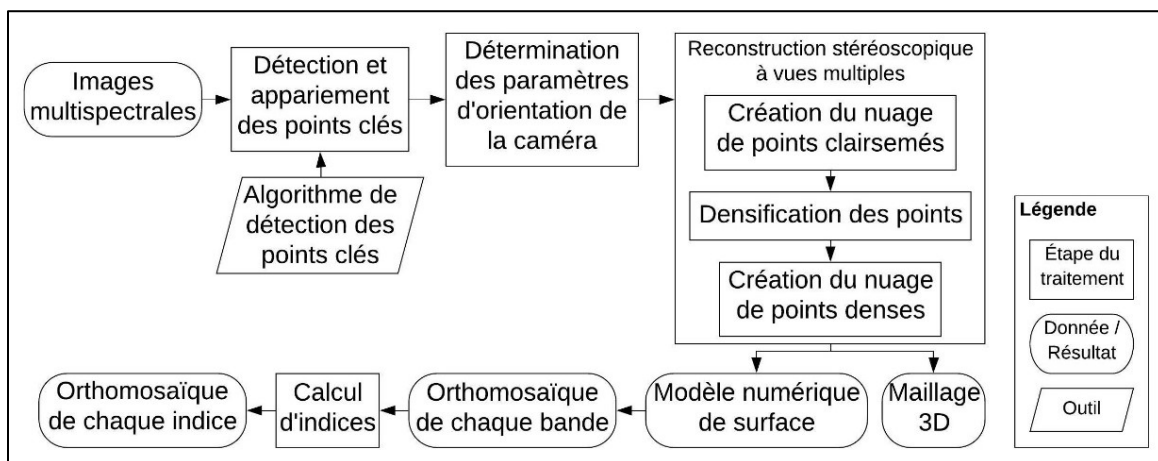 Images
multispectrales
Détection et
appariement
des points clés
Algorithme de
détection des
points clés
Détermination
des paramètres
d'orientation de
la caméra
Reconstruction stéréoscopique
à vues multiples
Création du nuage
de points clairsemés
Densification des points
Création du nuage
de points denses
Maillage
3D
Modèle numérique
de surface
Orthomosaïque
de chaque bande
Calcul
d'indices
Orthomosaïque
de chaque indice
Légende
Étape du
traitement
Donnée /
Résultat
Outil